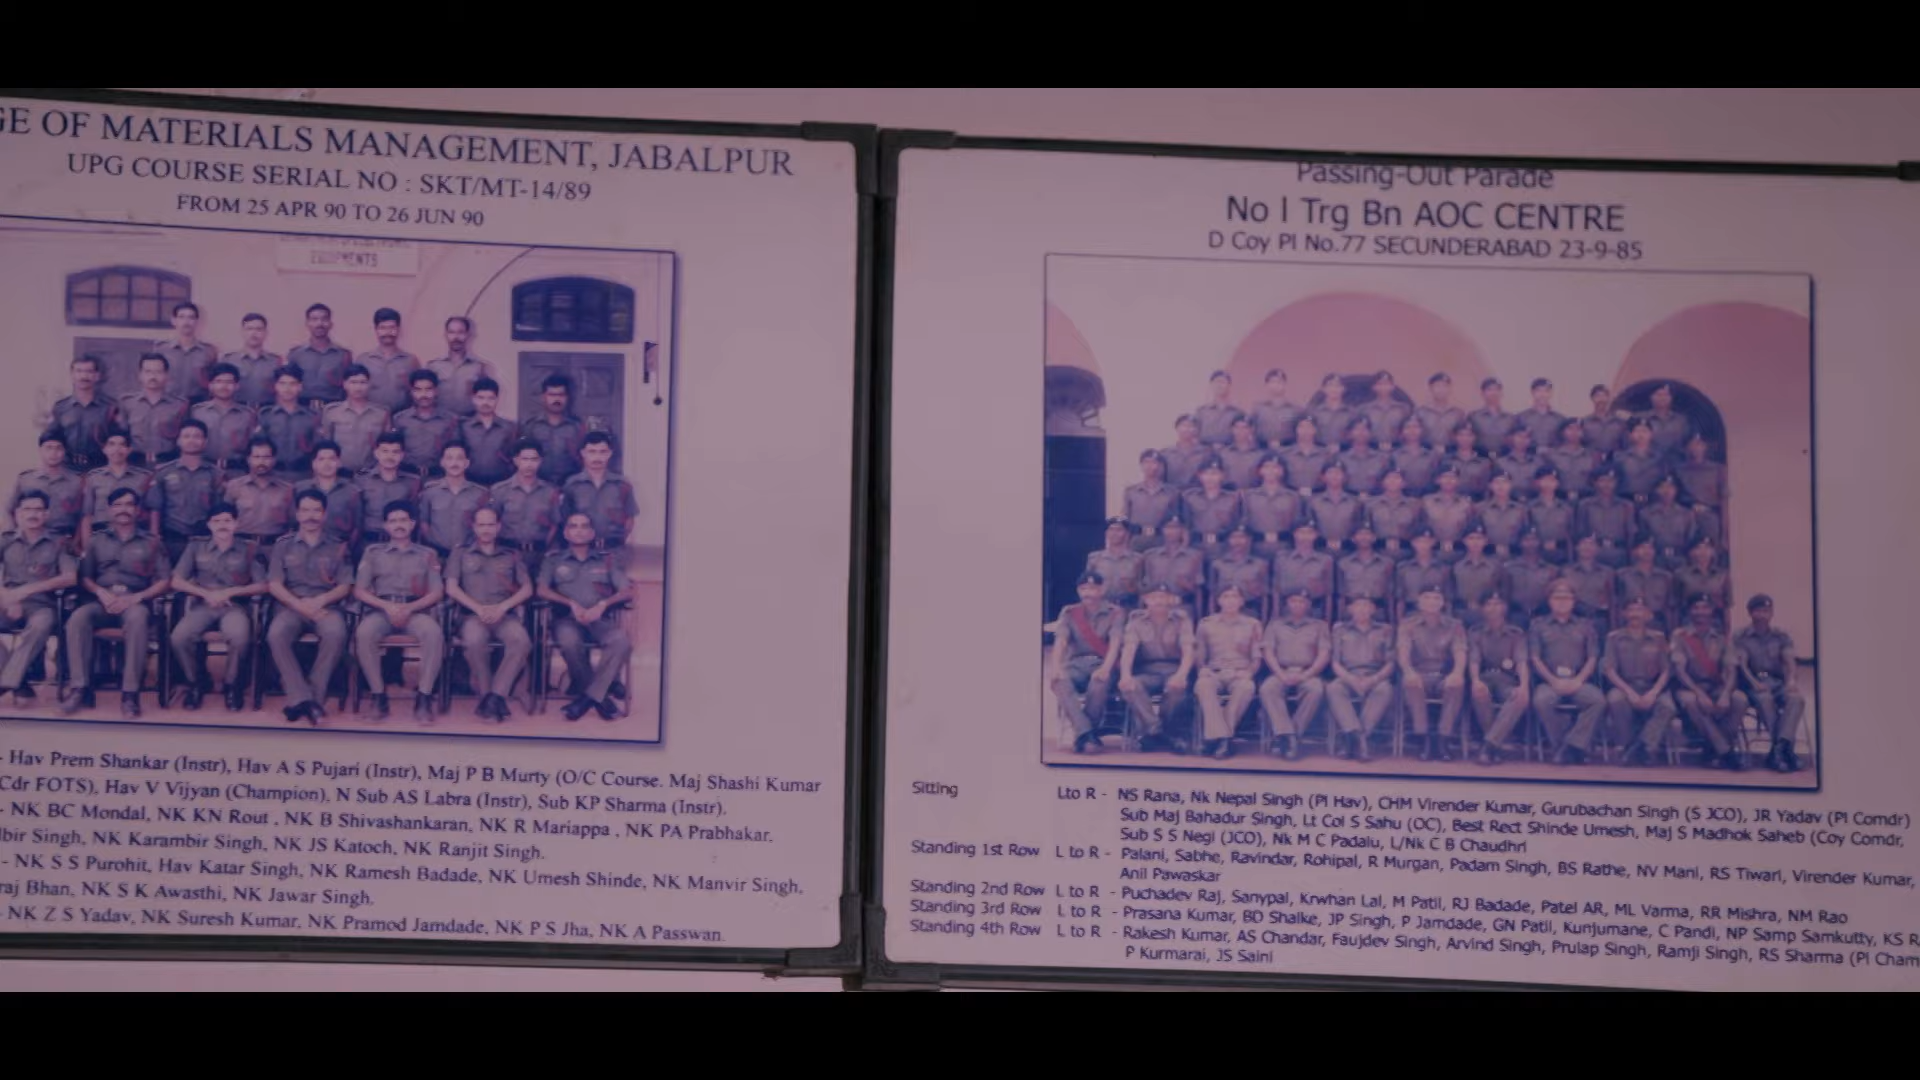 GE OF MATERIALS MANAGEMENT, JABALPUR
UPG COURSE SERIAL NO : SKT/MT-14/89
FROM 25 APR 90 TO 26 JUN 90
EQUIPMENTS
- Hav Prem Shankar (Instr), Hav A S Pujari (Instr), Maj P B Murty (O/C Course. Maj Shashi Kumar
Cdr FOTS), Hav V Vijyan (Champion), N Sub AS Labra (Instr), Sub KP Sharma (Instr).
- NK BC Mondal, NK KN Rout , NK B Shivashankaran, NK R Mariappa , NK PA Prabhakar,
lbir Singh, NK Karambir Singh, NK JS Katoch, NK Ranjit Singh.
- NK S S Purohit, Hav Katar Singh, NK Ramesh Badade, NK Umesh Shinde, NK Manvir Singh,
raj Bhan, NK S K Awasthi, NK Jawar Singh.
- NK Z S Yadav, NK Suresh Kumar, NK Pramod Jamdade, NK P S Jha, NK A Passwan.
Passing-Out Parade
No I Trg Bn AOC CENTRE
D Coy Pl No.77 SECUNDERABAD 23-9-85
Sitting Lto R - NS Rana, Nk Nepal Singh (Pl Hav), CHM Virender Kumar, Gurubachan Singh (S JCO), JR Yadav (Pl Comdr)
Sub Maj Bahadur Singh, Lt Col S Sahu (OC), Best Rect Shinde Umesh, Maj S Madhok Saheb (Coy Comdr,
Sub S S Negi (JCO), Nk M C Padalu, L/Nk C B Chaudhri
Standing 1st Row L to R - Palani, Sabhe, Ravindar, Rohipal, R Murgan, Padam Singh, BS Rathe, NV Mani, RS Tiwari, Virender Kumar,
Anil Pawaskar
Standing 2nd Row L to R - Puchadev Raj, Sanypal, Krwhan Lal, M Patil, RJ Badade, Patel AR, ML Varma, RR Mishra, NM Rao
Standing 3rd Row L to R - Prasana Kumar, BD Shalke, JP Singh, P Jamdade, GN Patil, Kunjumane, C Pandi, NP Samp Samkutty, KS R
Standing 4th Row L to R - Rakesh Kumar, AS Chandar, Faujdev Singh, Arvind Singh, Prulap Singh, Ramji Singh, RS Sharma (Pl Cham
P Kurmarai, JS Saini